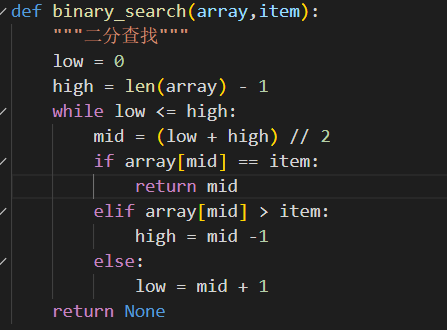 def binary_search(array,item):
    """二分查找"""
    low = 0
    high = len(array) - 1
    while low <= high:
        mid = (low + high) // 2
        if array[mid] == item:
            return mid
        elif array[mid] > item:
            high = mid -1
        else:
            low = mid + 1
    return None